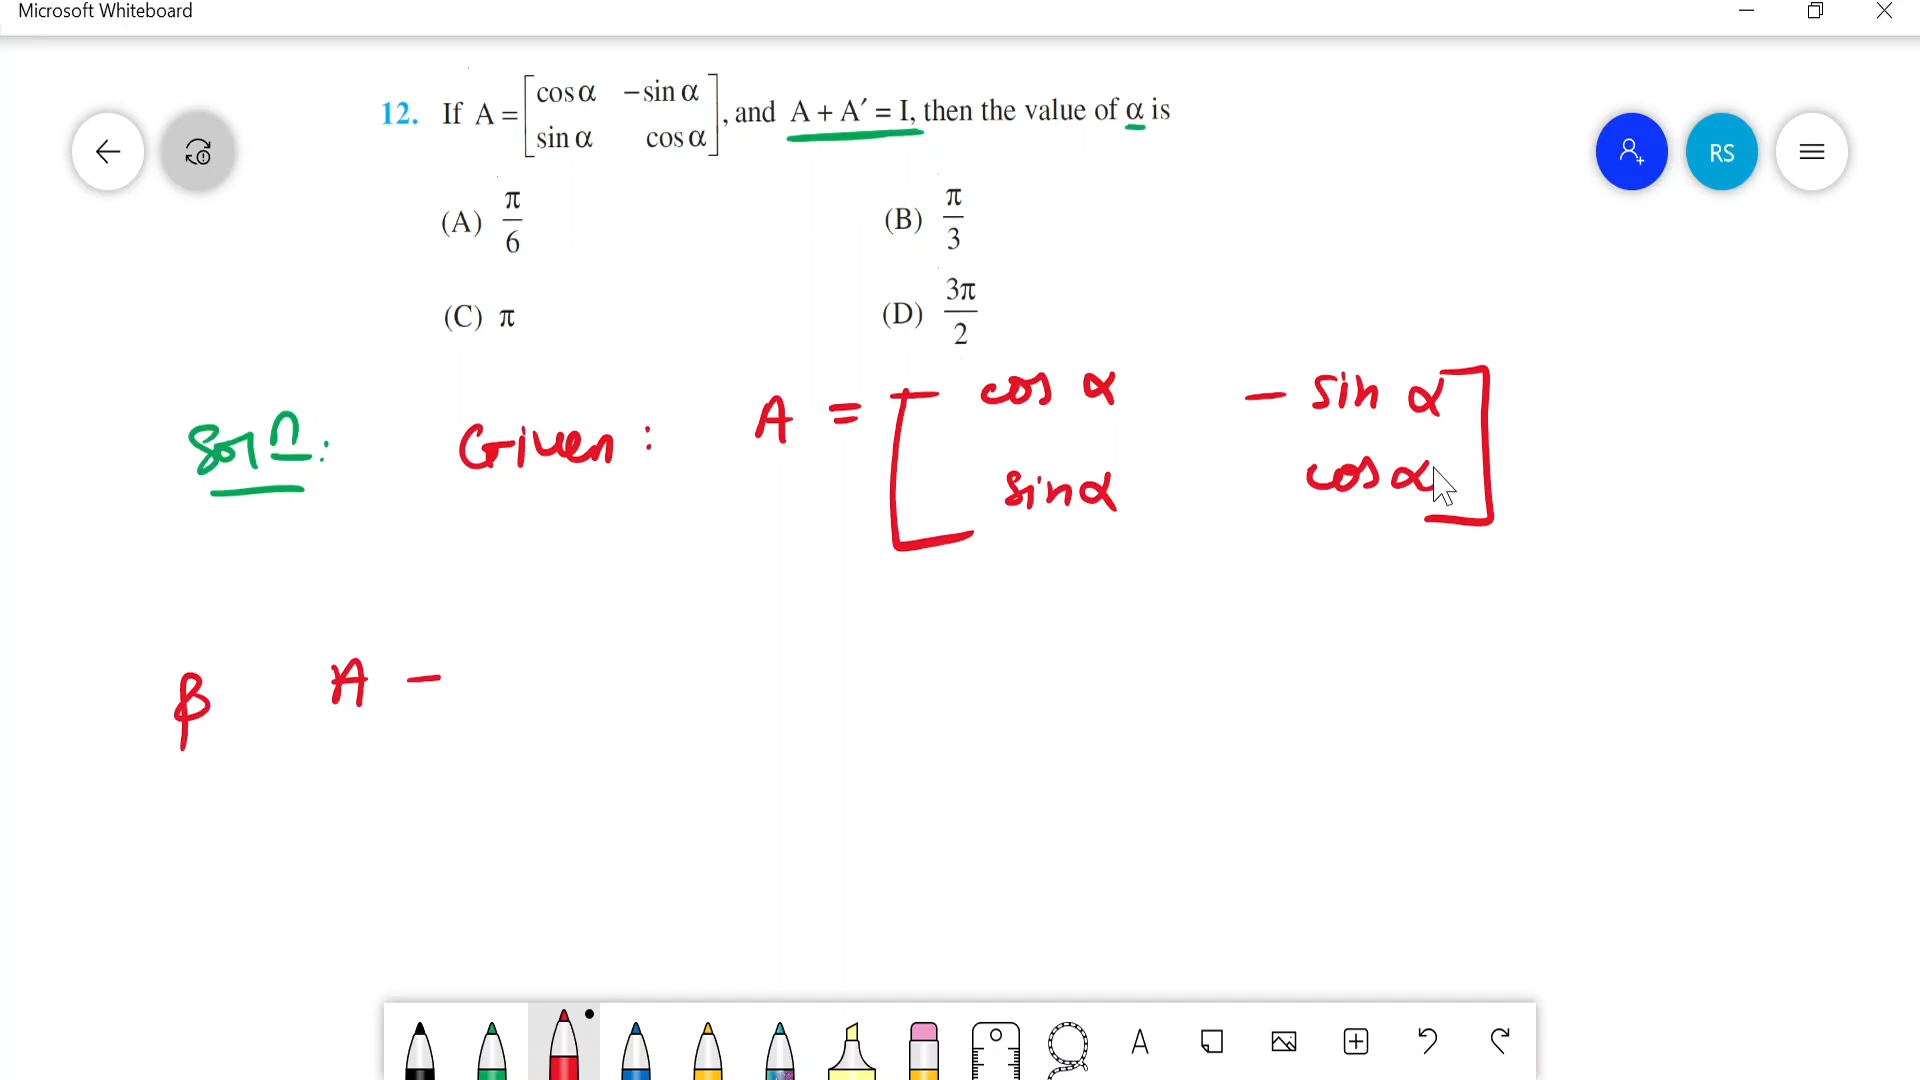 Microsoft Whiteboard
12. If A = [cos α −sin α
sin α cos α], and A + A′ = I, then the value of α is
(A) π/6 (B) π/3
(C) π (D) 3π/2
Solⁿ: Given: A = [cos α − sin α
sin α cos α]
β A −
RS
A